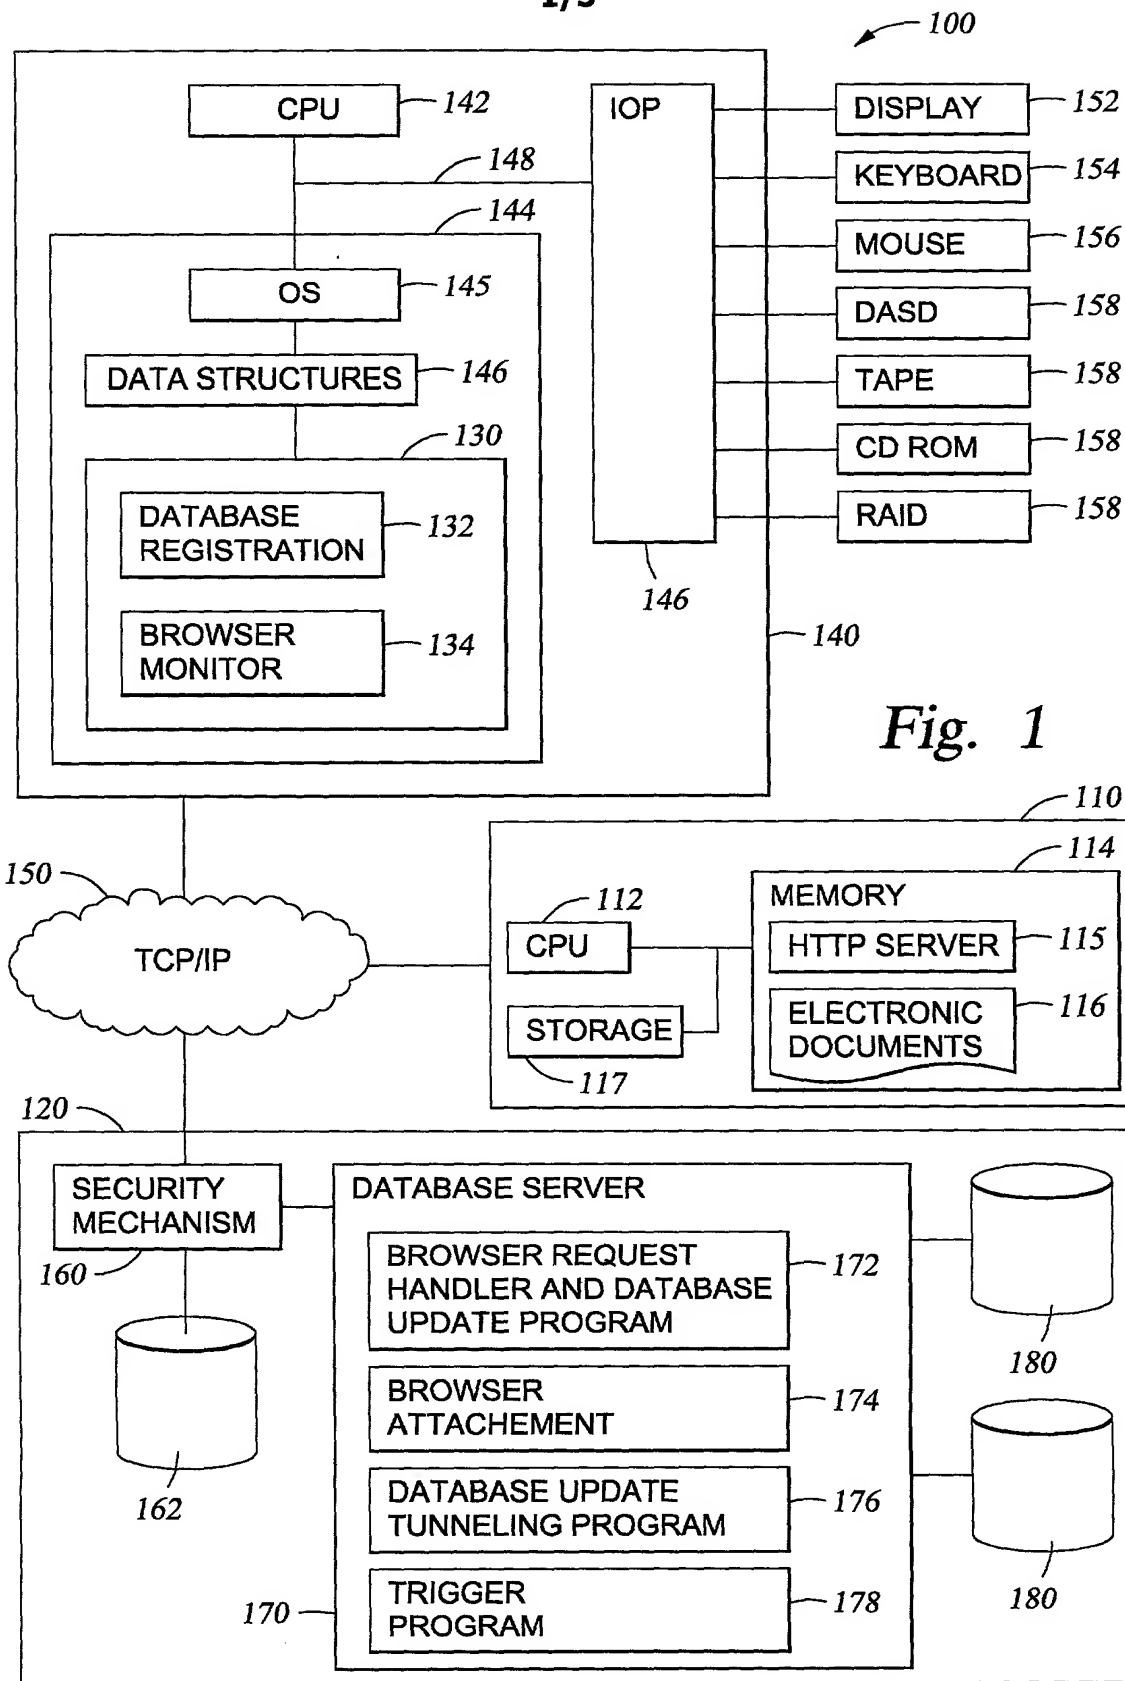 1/5
100
CPU
142
IOP
DISPLAY
152
148
KEYBOARD
154
144
MOUSE
156
OS
145
DASD
158
DATA STRUCTURES
146
TAPE
158
130
CD ROM
158
DATABASE
REGISTRATION
132
RAID
158
146
BROWSER
MONITOR
134
140
Fig. 1
110
114
150
112
MEMORY
TCP/IP
CPU
HTTP SERVER
115
STORAGE
ELECTRONIC
DOCUMENTS
116
117
120
SECURITY
MECHANISM
DATABASE SERVER
160
BROWSER REQUEST
HANDLER AND DATABASE
UPDATE PROGRAM
172
180
BROWSER
ATTACHEMENT
174
162
DATABASE UPDATE
TUNNELING PROGRAM
176
180
170
TRIGGER
PROGRAM
178